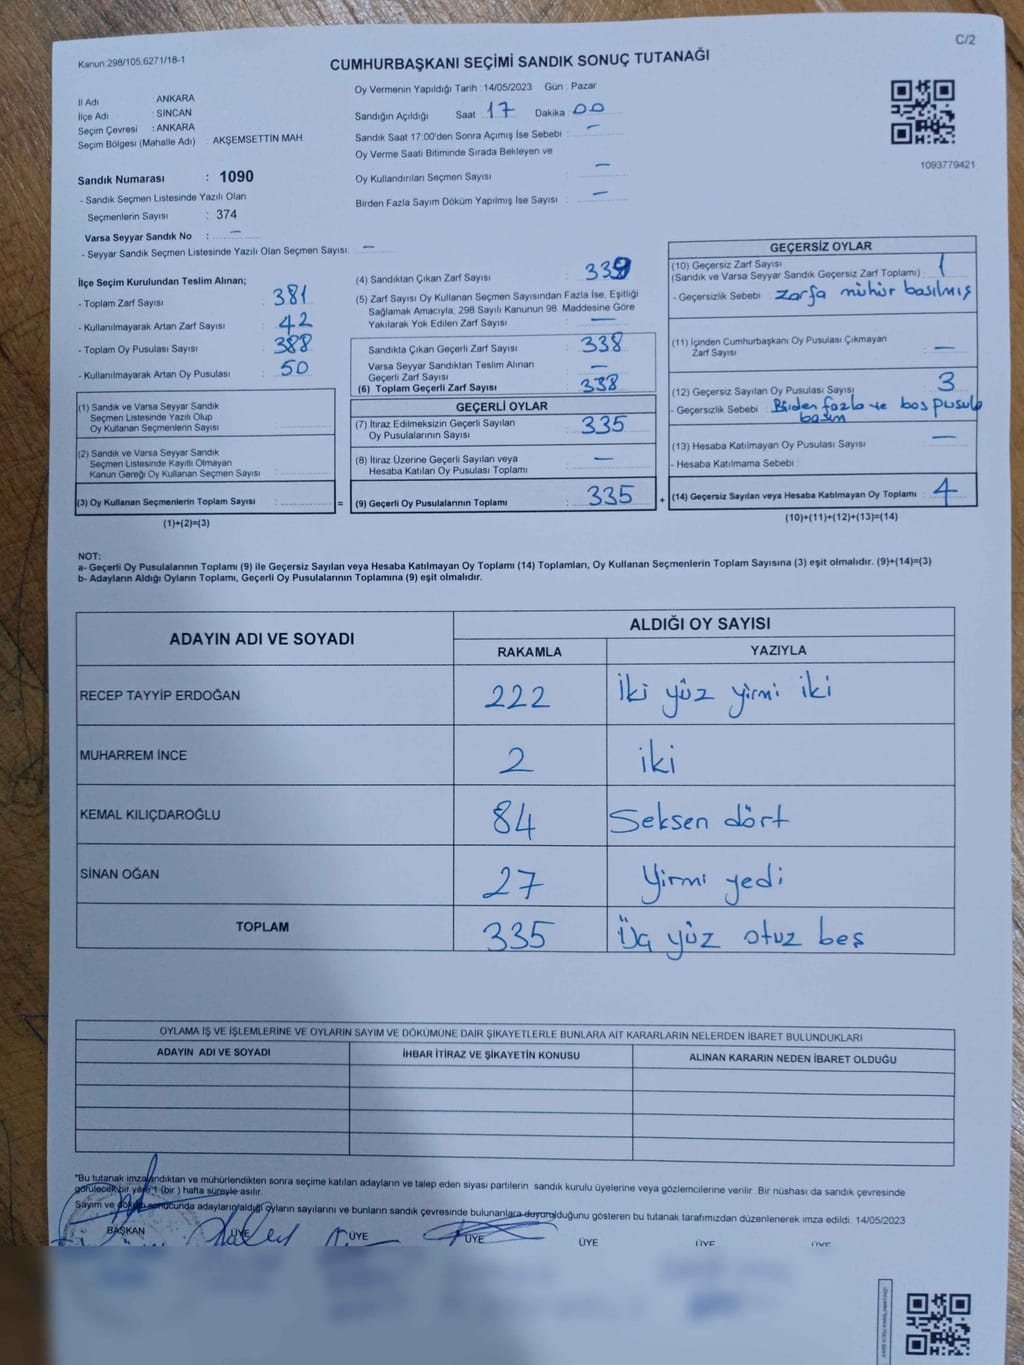 C/2
Kanun.298/105,6271/18-1
CUMHURBAŞKANI SEÇİMİ SANDIK SONUÇ TUTANAĞI
İl Adı : ANKARA
İlçe Adı : SİNCAN
Seçim Çevresi : ANKARA
Seçim Bölgesi (Mahalle Adı) : AKŞEMSETTİN MAH.
Sandık Numarası : 1090
- Sandık Seçmen Listesinde Yazılı Olan
Seçmenlerin Sayısı : 374
Varsa Seyyar Sandık No : -
- Seyyar Sandık Seçmen Listesinde Yazılı Olan Seçmen Sayısı: -
Oy Vermenin Yapıldığı Tarih :14/05/2023 Gün : Pazar
Sandığın Açıldığı Saat : 17 Dakika : 00
Sandık Saat 17:00'den Sonra Açımış İse Sebebi : -
Oy Verme Saati Bitiminde Sırada Bekleyen ve
Oy Kullandırılan Seçmen Sayısı : -
Birden Fazla Sayım Döküm Yapılmış İse Sayısı : -
1093779421
İlçe Seçim Kurulundan Teslim Alınan;
- Toplam Zarf Sayısı : 381
- Kullanılmayarak Artan Zarf Sayısı : 42
- Toplam Oy Pusulası Sayısı : 388
- Kullanılmayarak Artan Oy Pusulası : 50
(1) Sandık ve Varsa Seyyar Sandık
Seçmen Listesinde Yazılı Olup
Oy Kullanan Seçmenlerin Sayısı :
(2) Sandık ve Varsa Seyyar Sandık
Seçmen Listesinde Kayıtlı Olmayan
Kanun Gereği Oy Kullanan Seçmen Sayısı :
(3) Oy Kullanan Seçmenlerin Toplam Sayısı :
(1)+(2)=(3)
=
(4) Sandıktan Çıkan Zarf Sayısı : 339
(5) Zarf Sayısı Oy Kullanan Seçmen Sayısından Fazla İse, Eşitliği
Sağlamak Amacıyla; 298 Sayılı Kanunun 98. Maddesine Göre
Yakılarak Yok Edilen Zarf Sayısı : -
Sandıkta Çıkan Geçerli Zarf Sayısı : 338
Varsa Seyyar Sandıktan Teslim Alınan
Geçerli Zarf Sayısı : -
(6) Toplam Geçerli Zarf Sayısı : 338
GEÇERLİ OYLAR
(7) İtiraz Edilmeksizin Geçerli Sayılan
Oy Pusulalarının Sayısı : 335
(8) İtiraz Üzerine Geçerli Sayılan veya
Hesaba Katılan Oy Pusulası Toplamı : -
(9) Geçerli Oy Pusulalarının Toplamı : 335
+
GEÇERSİZ OYLAR
(10) Geçersiz Zarf Sayısı
(Sandık ve Varsa Seyyar Sandık Geçersiz Zarf Toplamı) : 1
- Geçersizlik Sebebi : Zarfa mühür basılmış
(11) İçinden Cumhurbaşkanı Oy Pusulası Çıkmayan
Zarf Sayısı : -
(12) Geçersiz Sayılan Oy Pusulası Sayısı : 3
- Geçersizlik Sebebi : Birden fazla ve boş pusula
(13) Hesaba Katılmayan Oy Pusulası Sayısı : -
- Hesaba Katılmama Sebebi :
(14) Geçersiz Sayılan veya Hesaba Katılmayan Oy Toplamı : 4
(10)+(11)+(12)+(13)=(14)
NOT:
a- Geçerli Oy Pusulalarının Toplamı (9) ile Geçersiz Sayılan veya Hesaba Katılmayan Oy Toplamı (14) Toplamları, Oy Kullanan Seçmenlerin Toplam Sayısına (3) eşit olmalıdır. (9)+(14)=(3)
b- Adayların Aldığı Oyların Toplamı, Geçerli Oy Pusulalarının Toplamına (9) eşit olmalıdır.
ADAYIN ADI VE SOYADI
ALDIĞI OY SAYISI
RAKAMLA YAZIYLA
RECEP TAYYİP ERDOĞAN 222 İki yüz yirmi iki
MUHARREM İNCE 2 iki
KEMAL KILIÇDAROĞLU 84 Seksen dört
SİNAN OĞAN 27 Yirmi yedi
TOPLAM 335 Üç yüz otuz beş
OYLAMA İŞ VE İŞLEMLERİNE VE OYLARIN SAYIM VE DÖKÜMÜNE DAİR ŞİKAYETLERLE BUNLARA AİT KARARLARIN NELERDEN İBARET BULUNDUKLARI
ADAYIN ADI VE SOYADI İHBAR İTİRAZ VE ŞİKAYETİN KONUSU ALINAN KARARIN NEDEN İBARET OLDUĞU
"Bu tutanak imzalandıktan ve mühürlendikten sonra seçime katılan adayların ve talep eden siyasi partilerin sandık kurulu üyelerine veya gözlemcilerine verilir. Bir nüshası da sandık çevresinde
görülecek bir yere 1 (bir ) hafta süreyle asılır.
Sayım ve döküm sonucunda adayların aldığı oyların sayılarını ve bunların sandık çevresinde bulunanlara duyurulduğunu gösteren bu tutanak tarafımızdan düzenlenerek imza edildi. 14/05/2023
BAŞKAN ÜYE ÜYE ÜYE ÜYE ÜYE ÜYE